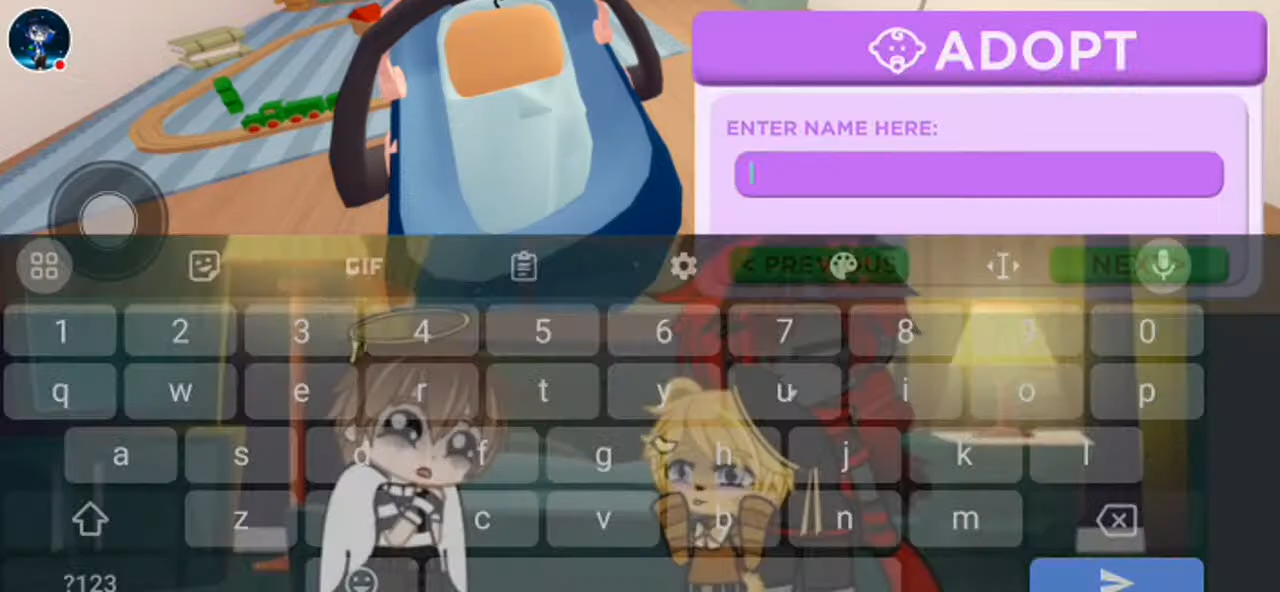 ADOPT
ENTER NAME HERE:
GIF
< PREVIOUS
NEXT >
1 2 3 4 5 6 7 8 9 0
q w e r t y u i o p
a s d f g h j k l
z c v b n m
?123